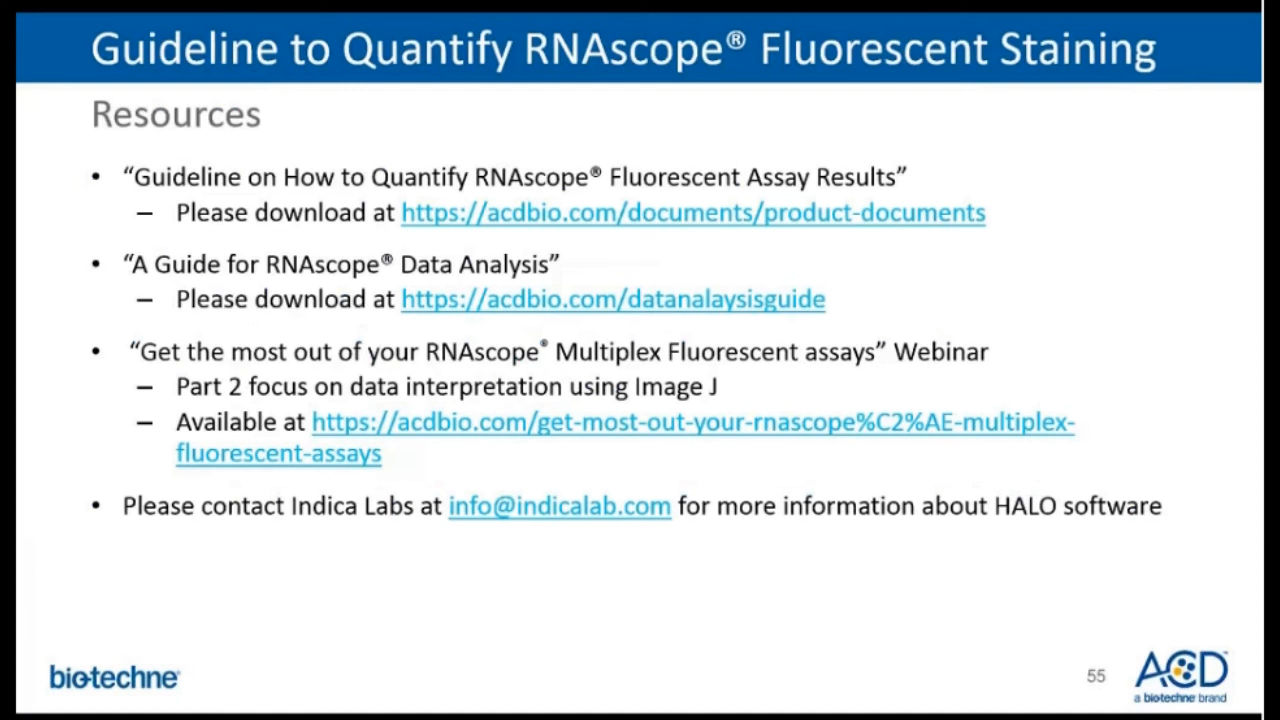 Guideline to Quantify RNAscope® Fluorescent Staining
Resources
• “Guideline on How to Quantify RNAscope® Fluorescent Assay Results”
– Please download at https://acdbio.com/documents/product-documents
• “A Guide for RNAscope® Data Analysis”
– Please download at https://acdbio.com/datanalaysisguide
• “Get the most out of your RNAscope® Multiplex Fluorescent assays” Webinar
– Part 2 focus on data interpretation using Image J
– Available at https://acdbio.com/get-most-out-your-rnascope%C2%AE-multiplex-
fluorescent-assays
• Please contact Indica Labs at info@indicalab.com for more information about HALO software
bio-techne®
55
ACD™
a biotechne brand